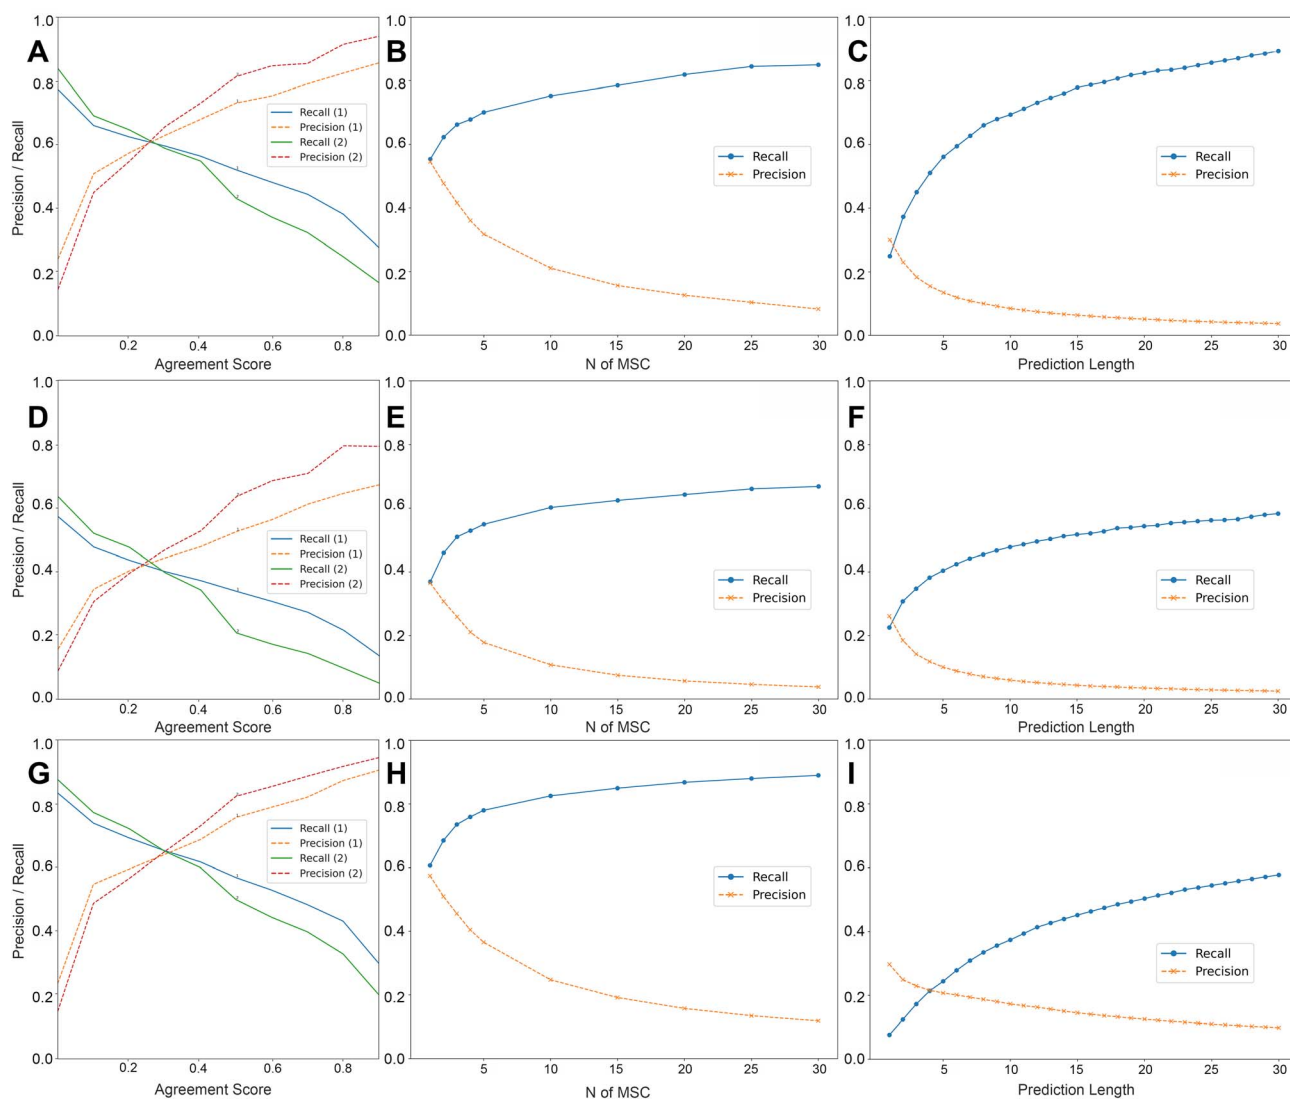 A
1.0
0.8
0.6
0.4
0.2
0.0
Precision / Recall
Recall (1)
Precision (1)
Recall (2)
Precision (2)
0.2 0.4 0.6 0.8
Agreement Score
B
1.0
0.8
0.6
0.4
0.2
0.0
Recall
Precision
5 10 15 20 25 30
N of MSC
C
1.0
0.8
0.6
0.4
0.2
0.0
Recall
Precision
5 10 15 20 25 30
Prediction Length
D
1.0
0.8
0.6
0.4
0.2
0.0
Precision / Recall
Recall (1)
Precision (1)
Recall (2)
Precision (2)
0.2 0.4 0.6 0.8
Agreement Score
E
1.0
0.8
0.6
0.4
0.2
0.0
Recall
Precision
5 10 15 20 25 30
N of MSC
F
1.0
0.8
0.6
0.4
0.2
0.0
Recall
Precision
5 10 15 20 25 30
Prediction Length
G
1.0
0.8
0.6
0.4
0.2
0.0
Precision / Recall
Recall (1)
Precision (1)
Recall (2)
Precision (2)
0.2 0.4 0.6 0.8
Agreement Score
H
1.0
0.8
0.6
0.4
0.2
0.0
Recall
Precision
5 10 15 20 25 30
N of MSC
I
1.0
0.8
0.6
0.4
0.2
0.0
Recall
Precision
5 10 15 20 25 30
Prediction Length